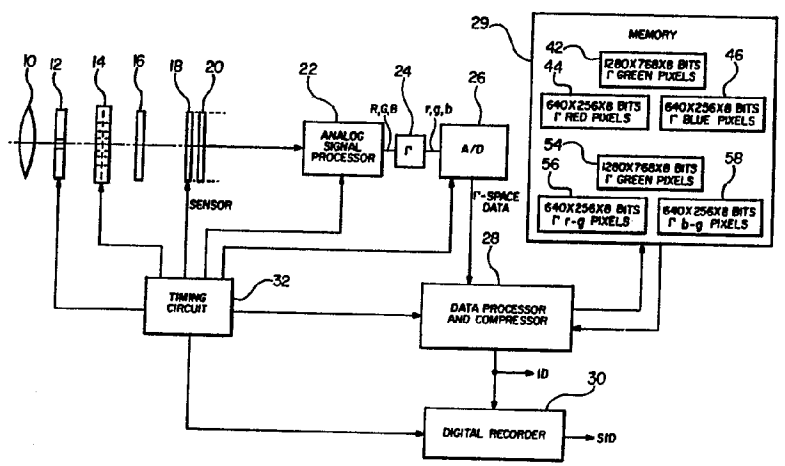 29
MEMORY
42
1280X768X8 BITS
Γ GREEN PIXELS
44
46
640X256X8 BITS
Γ RED PIXELS
640X256X8 BITS
Γ BLUE PIXELS
54
1280X768X8 BITS
Γ GREEN PIXELS
56
58
640X256X8 BITS
Γ r-g PIXELS
640X256X8 BITS
Γ b-g PIXELS
10
12
14
16
18
20
22
24
26
R,G,B
r,g,b
ANALOG
SIGNAL
PROCESSOR
Γ
A/D
SENSOR
Γ-SPACE
DATA
28
32
TIMING
CIRCUIT
DATA PROCESSOR
AND COMPRESSOR
ID
30
DIGITAL RECORDER
SID